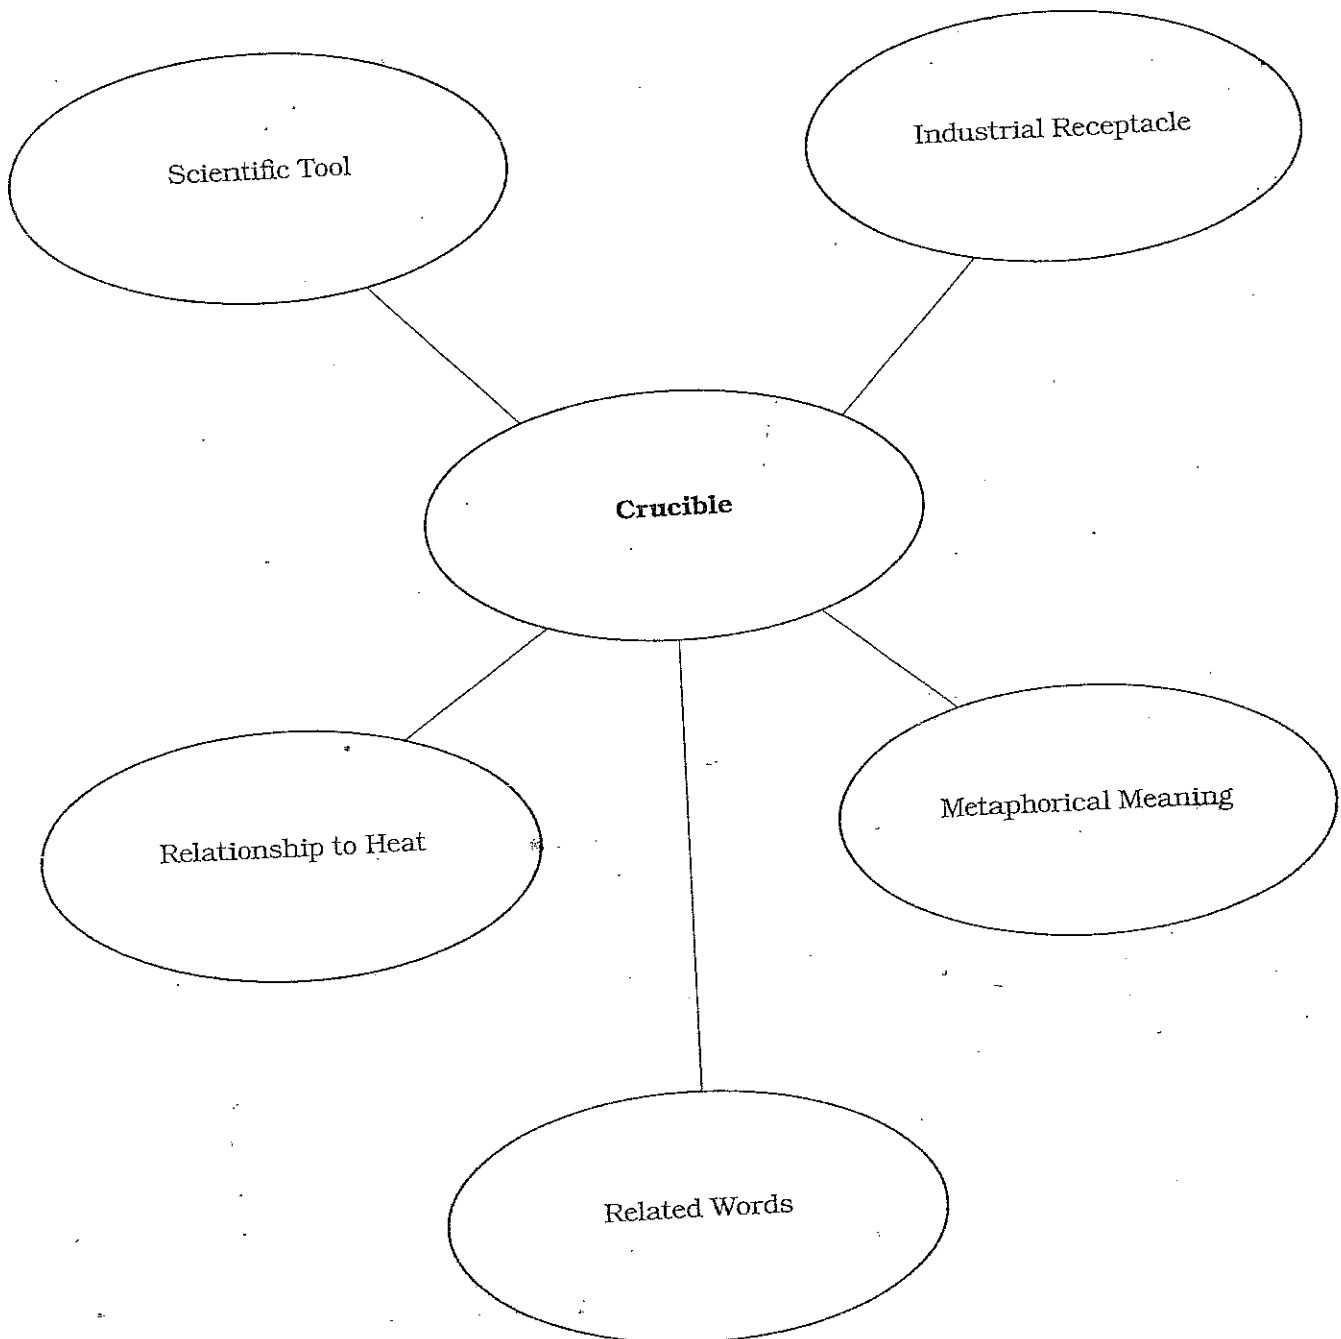 Scientific Tool
Industrial Receptacle
Crucible
Relationship to Heat
Metaphorical Meaning
Related Words